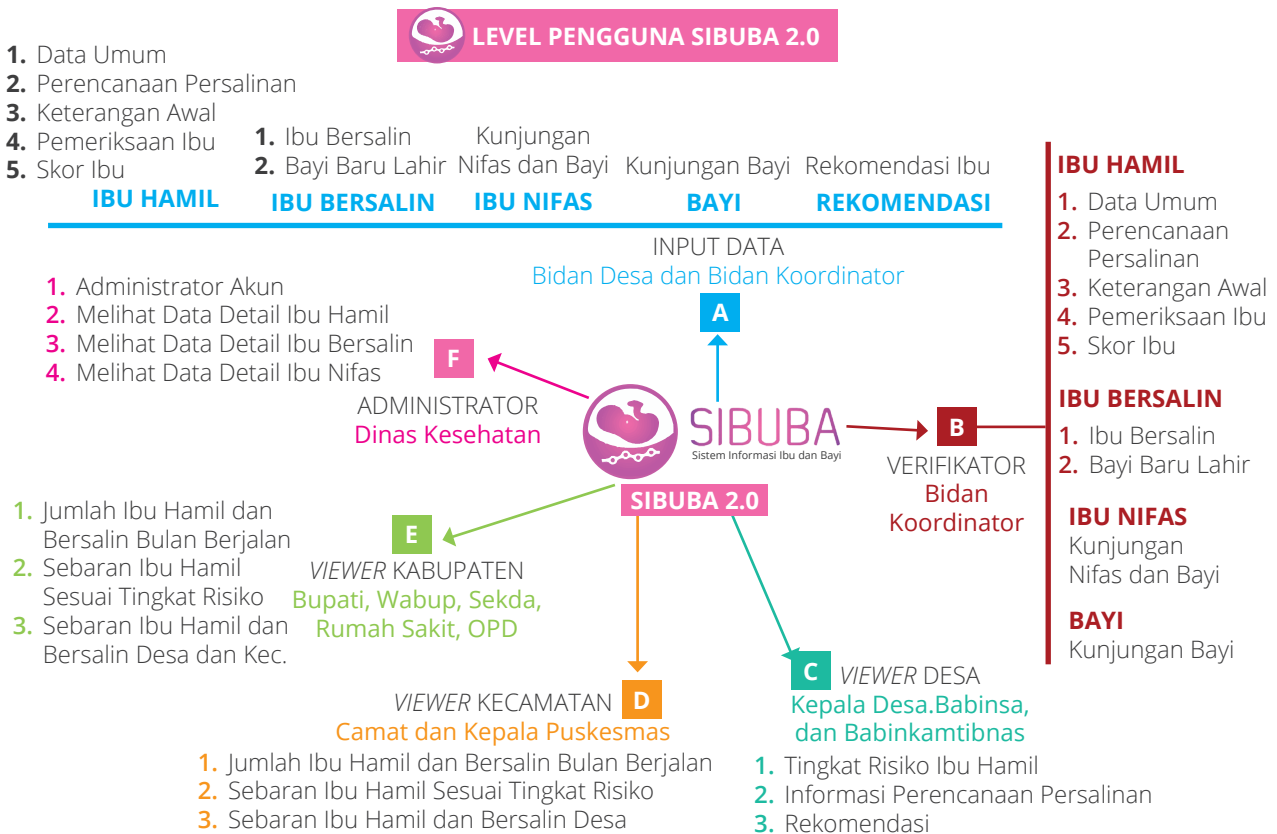 LEVEL PENGGUNA SIBUBA 2.0
1. Data Umum
2. Perencanaan Persalinan
3. Keterangan Awal
4. Pemeriksaan Ibu
5. Skor Ibu
IBU HAMIL
1. Ibu Bersalin
2. Bayi Baru Lahir
IBU BERSALIN
Kunjungan
Nifas dan Bayi
IBU NIFAS
Kunjungan Bayi
BAYI
Rekomendasi Ibu
REKOMENDASI
INPUT DATA
Bidan Desa dan Bidan Koordinator
A
1. Administrator Akun
2. Melihat Data Detail Ibu Hamil
3. Melihat Data Detail Ibu Bersalin
4. Melihat Data Detail Ibu Nifas
F
ADMINISTRATOR
Dinas Kesehatan
SIBUBA
Sistem Informasi Ibu dan Bayi
SIBUBA 2.0
B
VERIFIKATOR
Bidan
Koordinator
IBU HAMIL
1. Data Umum
2. Perencanaan
Persalinan
3. Keterangan Awal
4. Pemeriksaan Ibu
5. Skor Ibu
IBU BERSALIN
1. Ibu Bersalin
2. Bayi Baru Lahir
IBU NIFAS
Kunjungan
Nifas dan Bayi
BAYI
Kunjungan Bayi
1. Jumlah Ibu Hamil dan
Bersalin Bulan Berjalan
2. Sebaran Ibu Hamil
Sesuai Tingkat Risiko
3. Sebaran Ibu Hamil dan
Bersalin Desa dan Kec.
E
VIEWER KABUPATEN
Bupati, Wabup, Sekda,
Rumah Sakit, OPD
VIEWER KECAMATAN D
Camat dan Kepala Puskesmas
1. Jumlah Ibu Hamil dan Bersalin Bulan Berjalan
2. Sebaran Ibu Hamil Sesuai Tingkat Risiko
3. Sebaran Ibu Hamil dan Bersalin Desa
C VIEWER DESA
Kepala Desa.Babinsa,
dan Babinkamtibnas
1. Tingkat Risiko Ibu Hamil
2. Informasi Perencanaan Persalinan
3. Rekomendasi